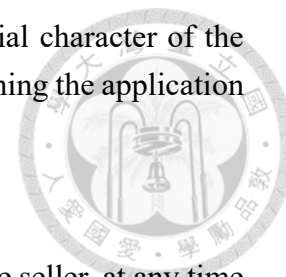 ial character of the
ning the application
e seller, at any time